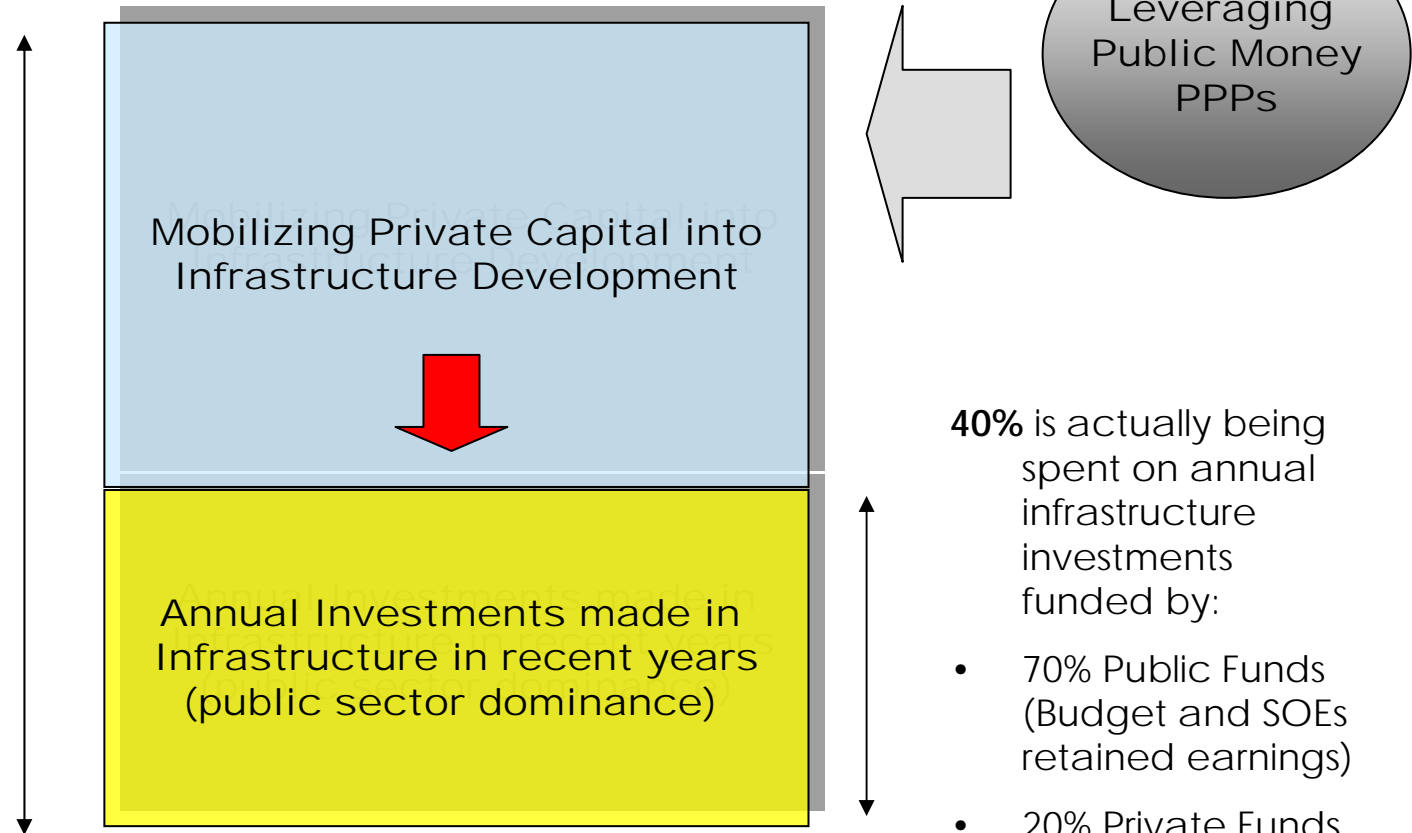 Leveraging
Public Money
PPPs
Mobilizing Private Capital into
Infrastructure Development
Annual Investments made in
Infrastructure in recent years
(public sector dominance)
40% is actually being
spent on annual
infrastructure
investments
funded by:
• 70% Public Funds
(Budget and SOEs
retained earnings)
• 20% Private Funds